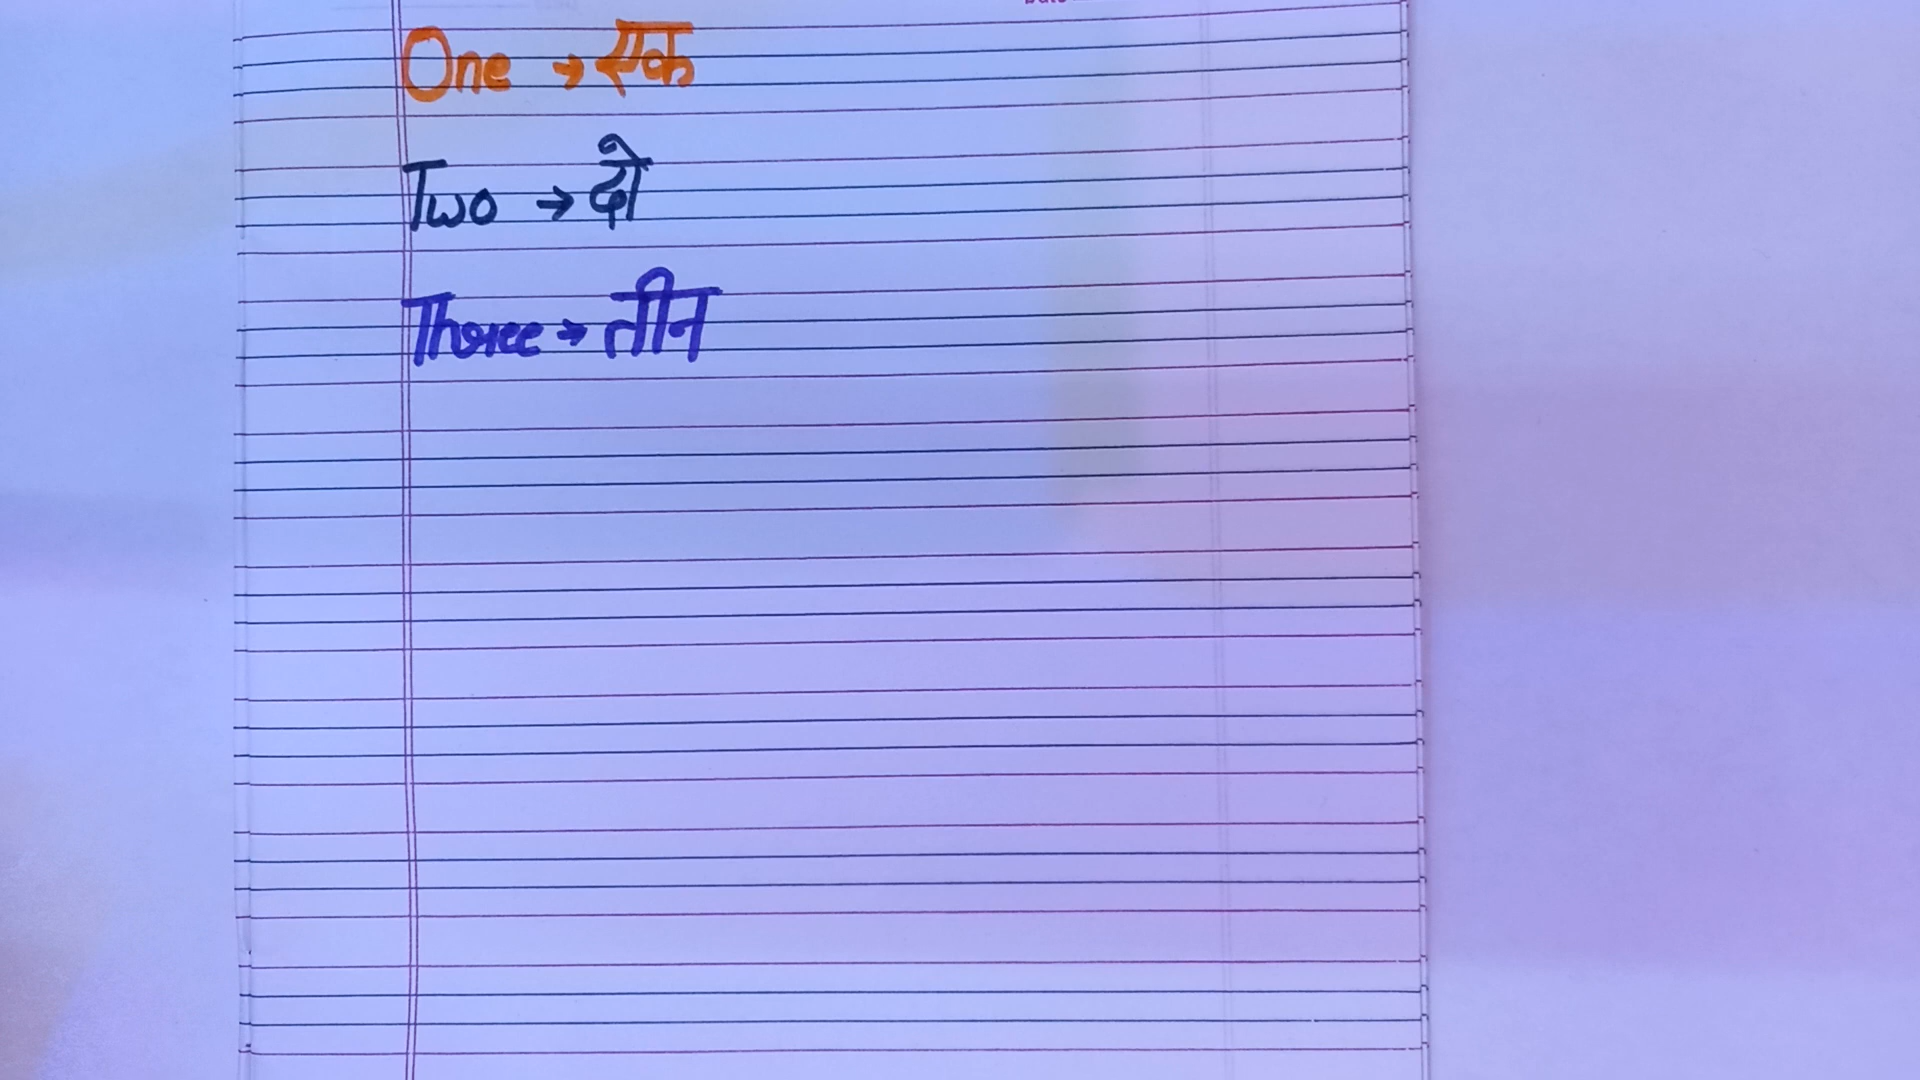 One → एक
Two → दो
Three → तीन